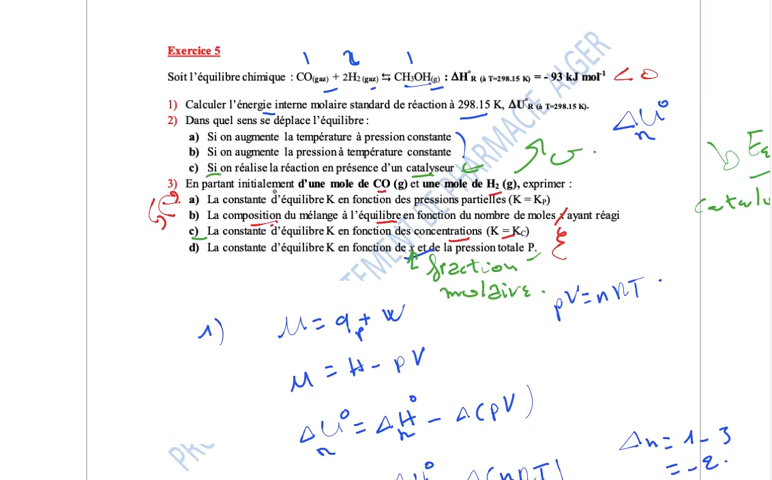 Exercice 5
1 2 1
Soit l'équilibre chimique : CO(gaz) + 2H2 (gaz) ⇆ CH3OH(g) : ΔH°R (à T=298.15 K) = - 93 kJ mol-1 < 0
1) Calculer l'énergie interne molaire standard de réaction à 298.15 K, ΔU°R (à T=298.15 K).
2) Dans quel sens se déplace l'équilibre :
ΔU°r
a) Si on augmente la température à pression constante
b) Si on augmente la pression à température constante
c) Si on réalise la réaction en présence d'un catalyseur
3) En partant initialement d'une mole de CO (g) et une mole de H2 (g), exprimer :
a) La constante d'équilibre K en fonction des pressions partielles (K = KP)
b) La composition du mélange à l'équilibre en fonction du nombre de moles x ayant réagi
c) La constante d'équilibre K en fonction des concentrations (K = KC)
d) La constante d'équilibre K en fonction de x et de la pression totale P.
fraction
molaire.
PV = nRT.
1) U = qp + W
U = H - PV
ΔU°r = ΔH°r - Δ(PV)
Δn = 1 - 3
= -2.
Δ(nRT)
DE PHARMACIE ALGER